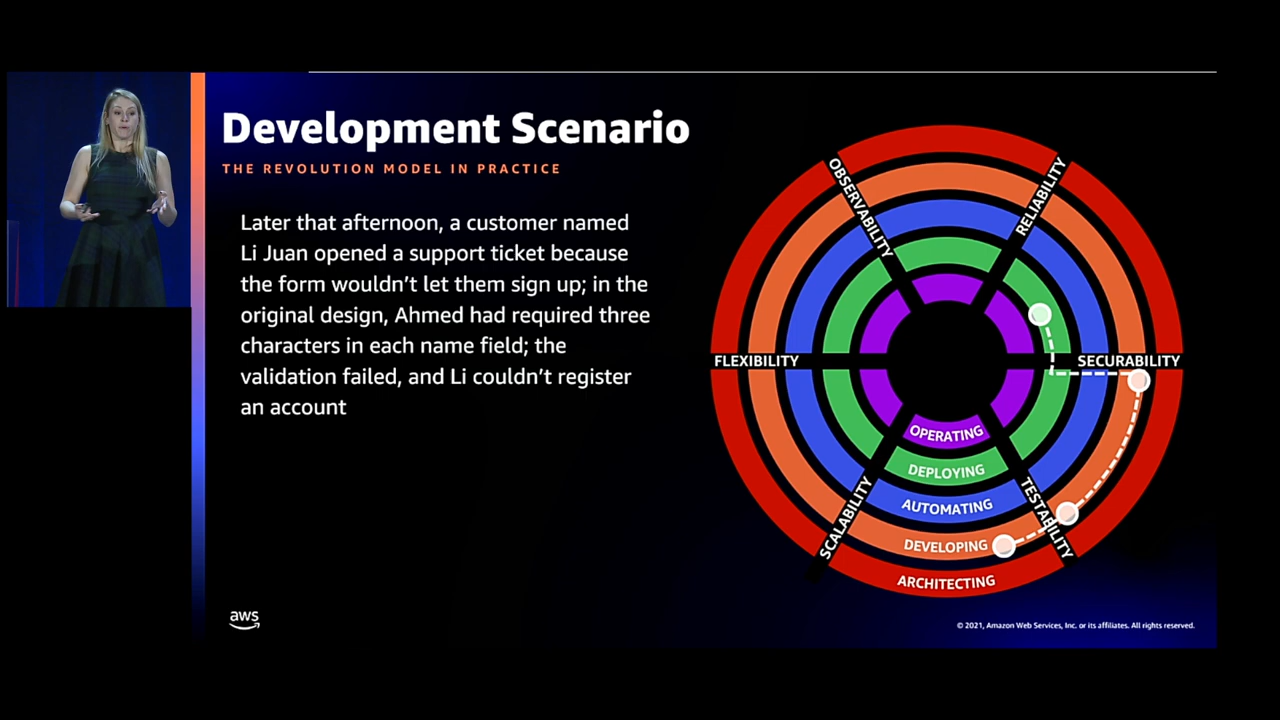 Development Scenario
THE REVOLUTION MODEL IN PRACTICE
Later that afternoon, a customer named
Li Juan opened a support ticket because
the form wouldn't let them sign up; in the
original design, Ahmed had required three
characters in each name field; the
validation failed, and Li couldn't register
an account
OBSERVABILITY
RELIABILITY
FLEXIBILITY
SECURABILITY
SCALABILITY
TESTABILITY
OPERATING
DEPLOYING
AUTOMATING
DEVELOPING
ARCHITECTING
aws
© 2021, Amazon Web Services, Inc. or its affiliates. All rights reserved.